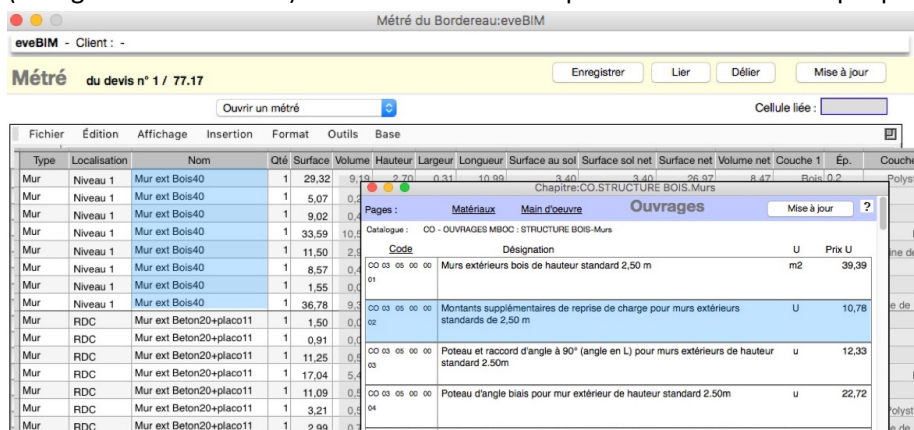 Métré du Bordereau:eveBIM
eveBIM - Client : -
Métré du devis n° 1 / 77.17 Enregistrer Lier Délier Mise à jour
Ouvrir un métré Cellule liée :
Fichier Édition Affichage Insertion Format Outils Base
Type Localisation Nom Qté Surface Volume Hauteur Largeur Longueur Surface au sol Surface sol net Surface net Volume net Couche 1 Ép. Couche
Mur Niveau 1 Mur ext Bois40 1 29,32 9,19 2,70 0,31 10,99 3,40 3,40 26,97 8,47 Bois 0,2 Polys
Mur Niveau 1 Mur ext Bois40 1 5,07
Mur Niveau 1 Mur ext Bois40 1 9,02
Mur Niveau 1 Mur ext Bois40 1 33,59
Mur Niveau 1 Mur ext Bois40 1 11,50
Mur Niveau 1 Mur ext Bois40 1 8,57
Mur Niveau 1 Mur ext Bois40 1 1,55
Mur Niveau 1 Mur ext Bois40 1 36,78
Mur RDC Mur ext Beton20+placo11 1 1,50
Mur RDC Mur ext Beton20+placo11 1 0,91
Mur RDC Mur ext Beton20+placo11 1 11,25
Mur RDC Mur ext Beton20+placo11 1 17,04
Mur RDC Mur ext Beton20+placo11 1 11,09
Mur RDC Mur ext Beton20+placo11 1 3,21
Mur RDC Mur ext Beton20+placo11 1 2,99
Chapitre:CO.STRUCTURE BOIS.Murs
Pages : Matériaux Main d'oeuvre Ouvrages Mise à jour ?
Catalogue : CO - OUVRAGES MBOC : STRUCTURE BOIS-Murs
Code Désignation U Prix U
CO 03 05 00 00 Murs extérieurs bois de hauteur standard 2,50 m m2 39,39
01
CO 03 05 00 00 Montants supplémentaires de reprise de charge pour murs extérieurs U 10,78
02 standards de 2,50 m
CO 03 05 00 00 Poteau et raccord d'angle à 90° (angle en L) pour murs extérieurs de hauteur u 12,33
03 standard 2.50m
CO 03 05 00 00 Poteau d'angle biais pour mur extérieur de hauteur standard 2.50m u 22,72
04